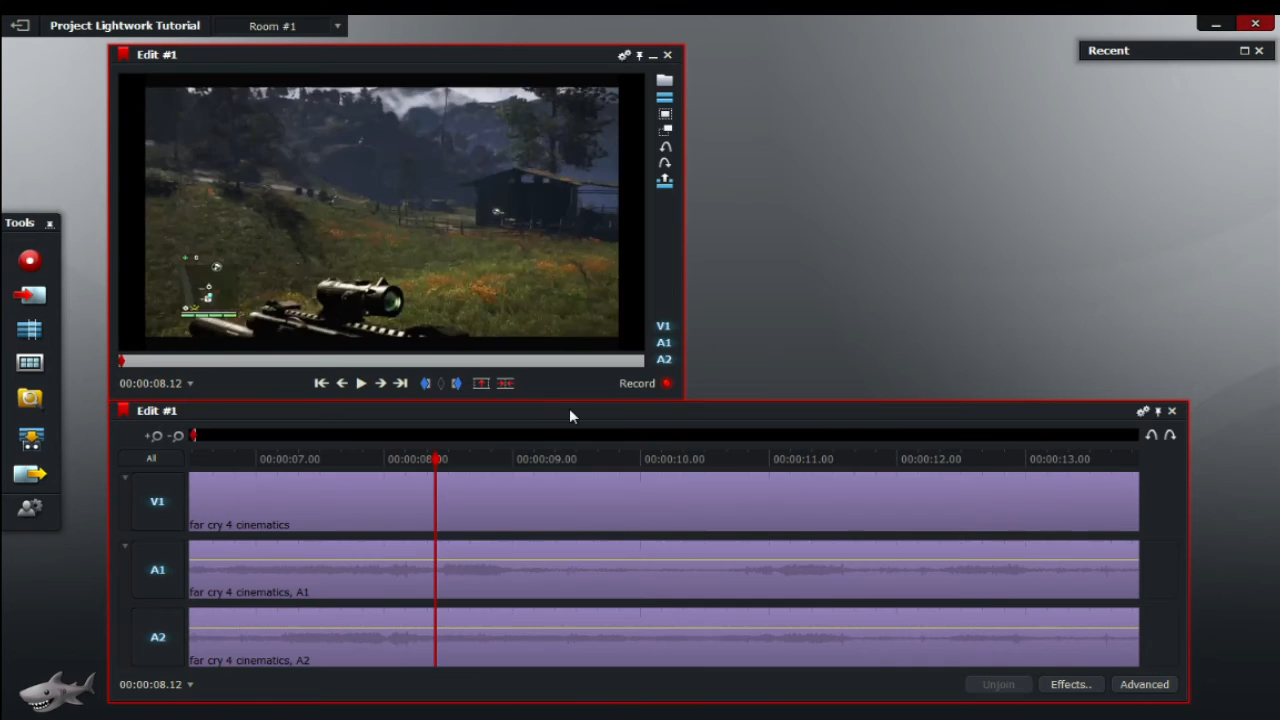 Project Lightwork Tutorial
Room #1
Recent
Edit #1
Tools
V1
A1
A2
00:00:08.12
Record
Edit #1
All
00:00:07.00 00:00:08.00 00:00:09.00 00:00:10.00 00:00:11.00 00:00:12.00 00:00:13.00
V1
far cry 4 cinematics
A1
far cry 4 cinematics, A1
A2
far cry 4 cinematics, A2
00:00:08.12
Unjoin
Effects..
Advanced